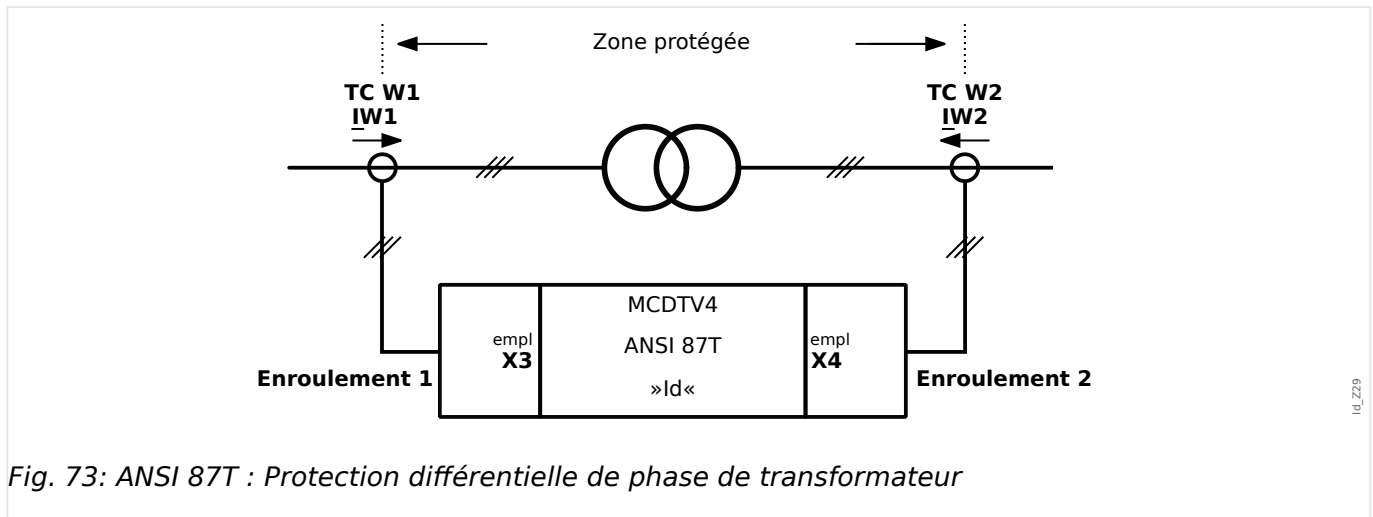 Zone protégée
TC W1
IW1
TC W2
IW2
MCDTV4
ANSI 87T
»Id«
empl
X3
empl
X4
Enroulement 1
Enroulement 2
Id_Z29
Fig. 73: ANSI 87T : Protection différentielle de phase de transformateur